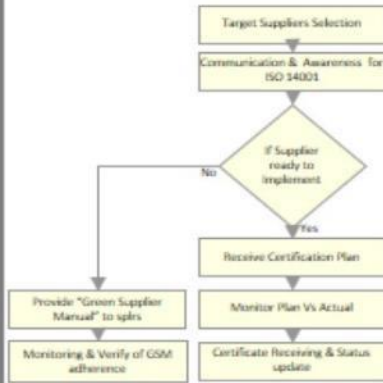 Target Suppliers Selection
Communication & Awareness for
ISO 14001
If Supplier
ready to
Implement
No
Yes
Receive Certification Plan
Provide "Green Supplier
Manual" to splrs
Monitor Plan Vs Actual
Monitoring & Verify of GSM
adherence
Certificate Receiving & Status
update